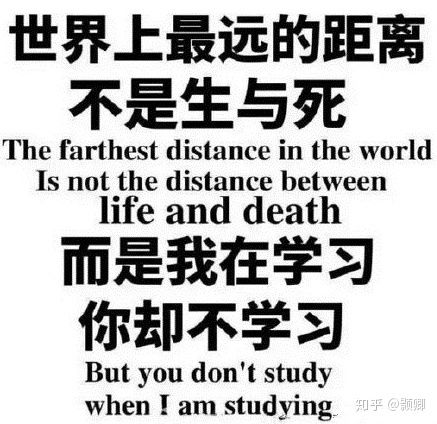 世界上最远的距离
不是生与死
The farthest distance in the world
Is not the distance between
life and death
而是我在学习
你却不学习
But you don't study
when I am studying
知乎 @颢卿